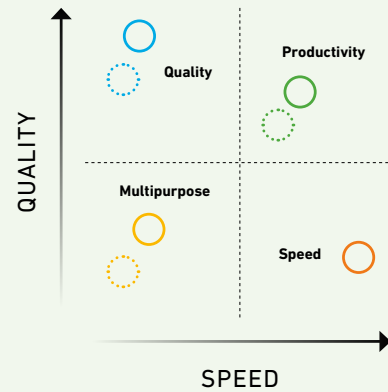 Productivity
Quality
QUALITY
Multipurpose
Speed
SPEED